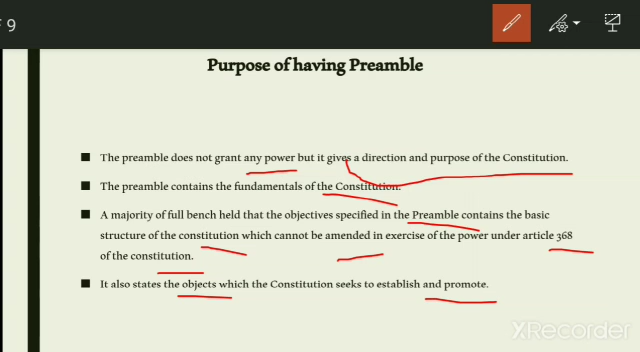 f 9
Purpose of having Preamble
The preamble does not grant any power but it gives a direction and purpose of the Constitution.
The preamble contains the fundamentals of the Constitution.
A majority of full bench held that the objectives specified in the Preamble contains the basic
structure of the constitution which cannot be amended in exercise of the power under article 368
of the constitution.
It also states the objects which the Constitution seeks to establish and promote.
XRecorder